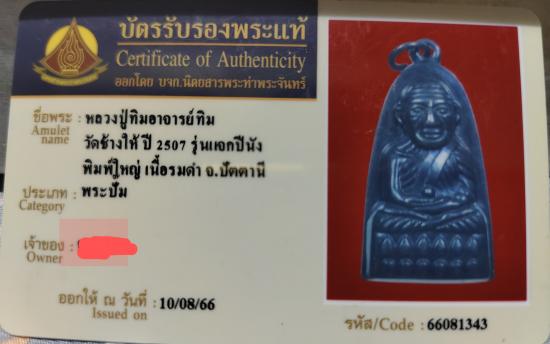 บัตรรับรองพระแท้
Certificate of Authenticity
ออกโดย บจก.นิตยสารพระท่าพระจันทร์
ชื่อพระ : หลวงปู่ทิมอาจารย์ทิม
Amulet name
วัดช้างให้ ปี 2507 รุ่นแจกปีนัง
พิมพ์ใหญ่ เนื้อรมดำ จ.ปัตตานี
ประเภท : พระปั๊ม
Category
เจ้าของ :
Owner
ออกให้ ณ วันที่ : 10/08/66
Issued on
รหัส/Code : 66081343